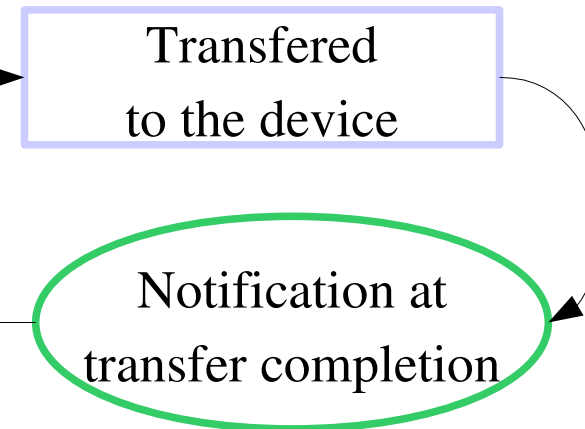 Transfered
to the device
Notification at
transfer completion